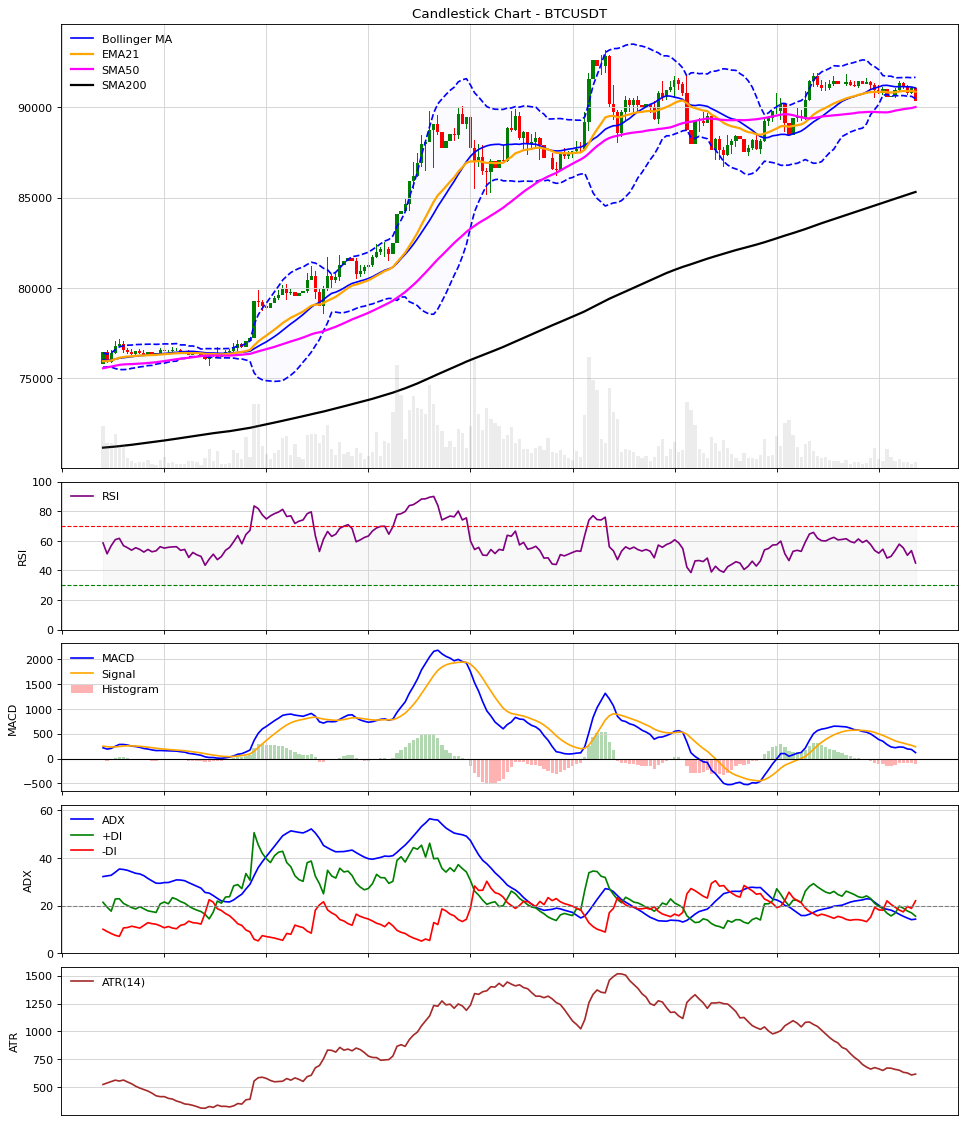 Candlestick Chart - BTCUSDT
Bollinger MA
EMA21
SMA50
SMA200
90000
85000
80000
75000
RSI
RSI
100
80
60
40
20
0
MACD
MACD
Signal
Histogram
2000
1500
1000
500
0
−500
ADX
ADX
+DI
-DI
60
40
20
0
ATR
ATR(14)
1500
1250
1000
750
500